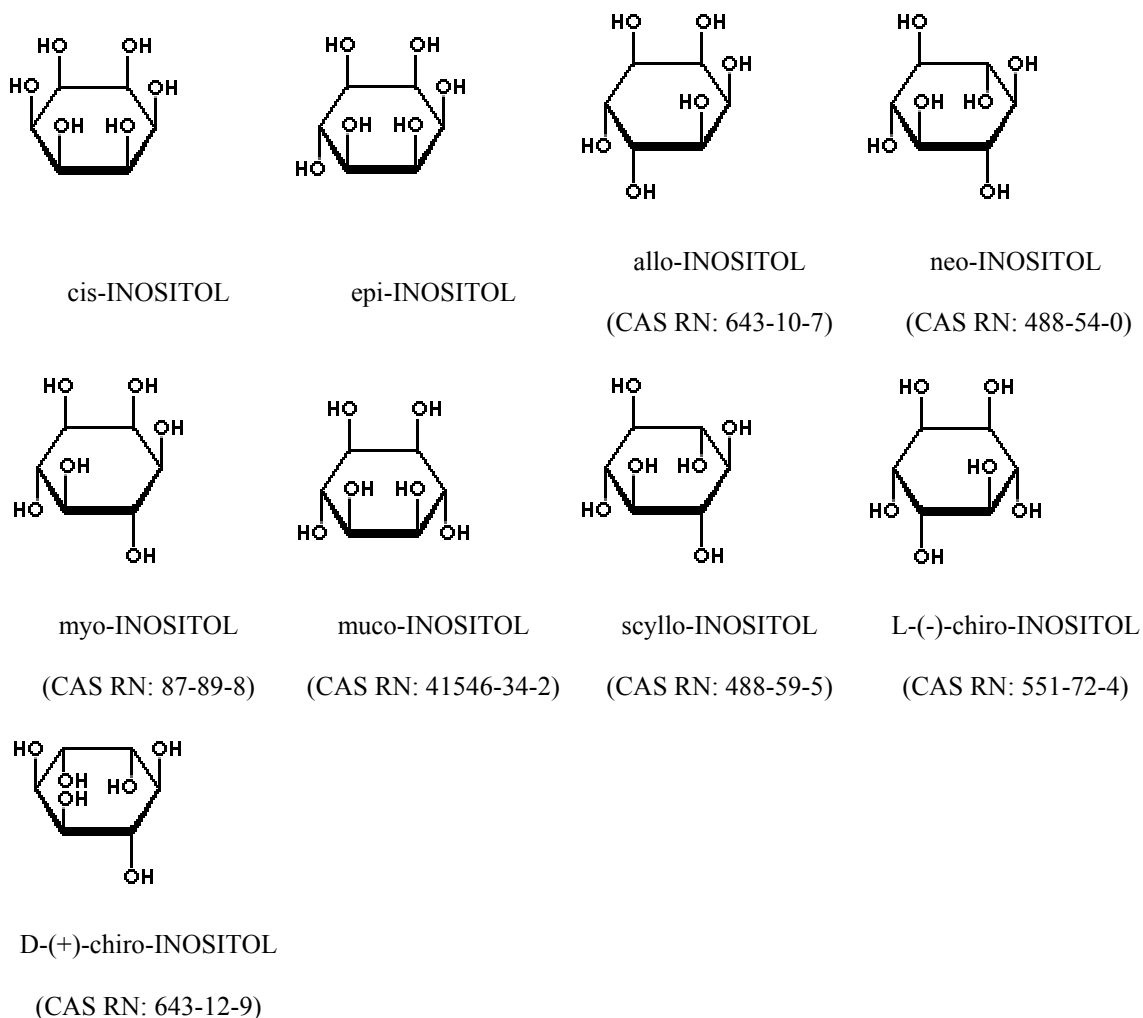 HO OH
HO OH
OH HO
cis-INOSITOL
HO OH
OH
OH HO
HO
epi-INOSITOL
HO OH
OH
HO
HO
OH
allo-INOSITOL
(CAS RN: 643-10-7)
HO
OH
OH HO
HO
OH
neo-INOSITOL
(CAS RN: 488-54-0)
HO OH
OH
OH
HO
OH
myo-INOSITOL
(CAS RN: 87-89-8)
HO OH
OH HO
HO OH
muco-INOSITOL
(CAS RN: 41546-34-2)
HO
OH
OH HO
HO
OH
scyllo-INOSITOL
(CAS RN: 488-59-5)
HO OH
HO
HO OH
OH
L-(-)-chiro-INOSITOL
(CAS RN: 551-72-4)
HO OH
OH HO
OH
OH
D-(+)-chiro-INOSITOL
(CAS RN: 643-12-9)